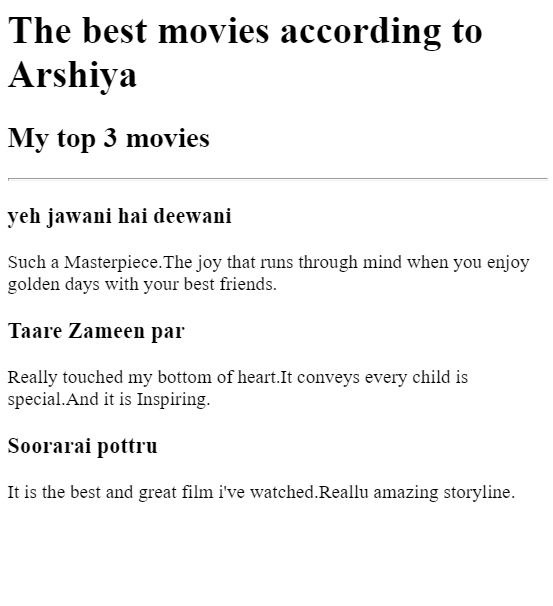 The best movies according to
Arshiya
My top 3 movies
yeh jawani hai deewani
Such a Masterpiece.The joy that runs through mind when you enjoy
golden days with your best friends.
Taare Zameen par
Really touched my bottom of heart.It conveys every child is
special.And it is Inspiring.
Soorarai pottru
It is the best and great film i've watched.Reallu amazing storyline.